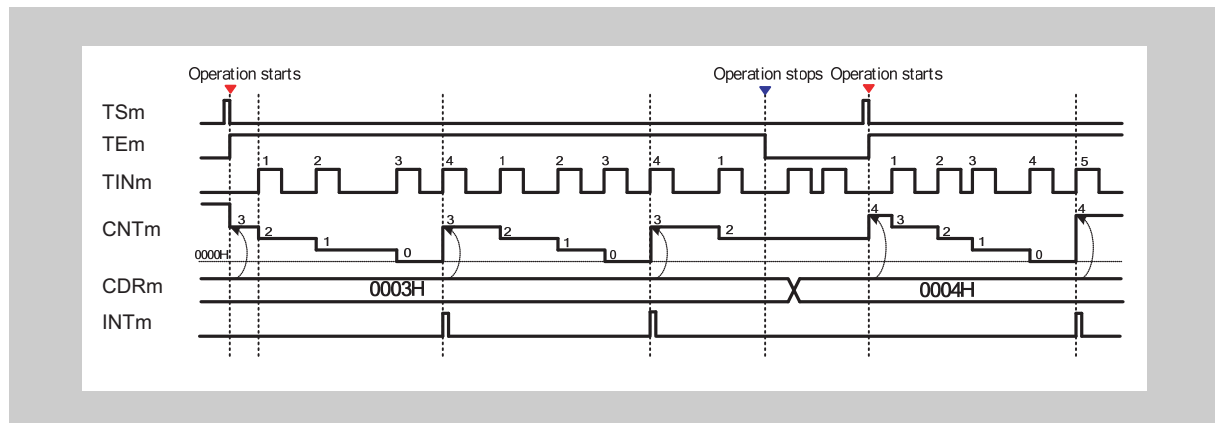 Operation starts
Operation stops Operation starts
TSm
TEm
TINm
1 2 3 4 1 2 3 4 1 1 2 3 4 5
CNTm
3 2 1 0 3 2 1 0 3 2 4 3 2 1 0 4
0000H
CDRm
0003H 0004H
INTm